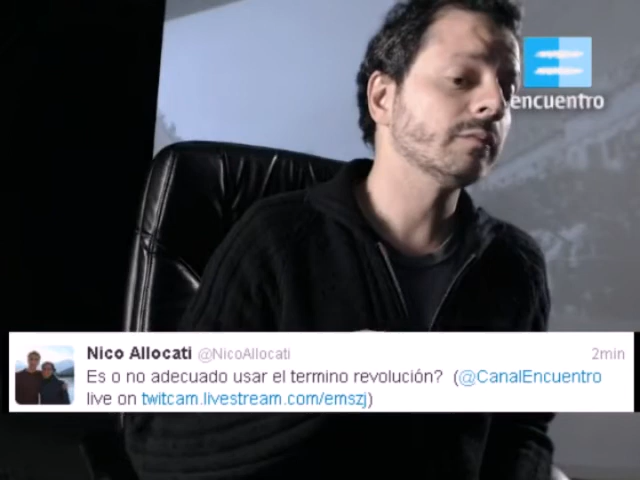 encuentro
Nico Allocati @NicoAllocati 2min
Es o no adecuado usar el termino revolución? (@CanalEncuentro
live on twitcam.livestream.com/emszj)